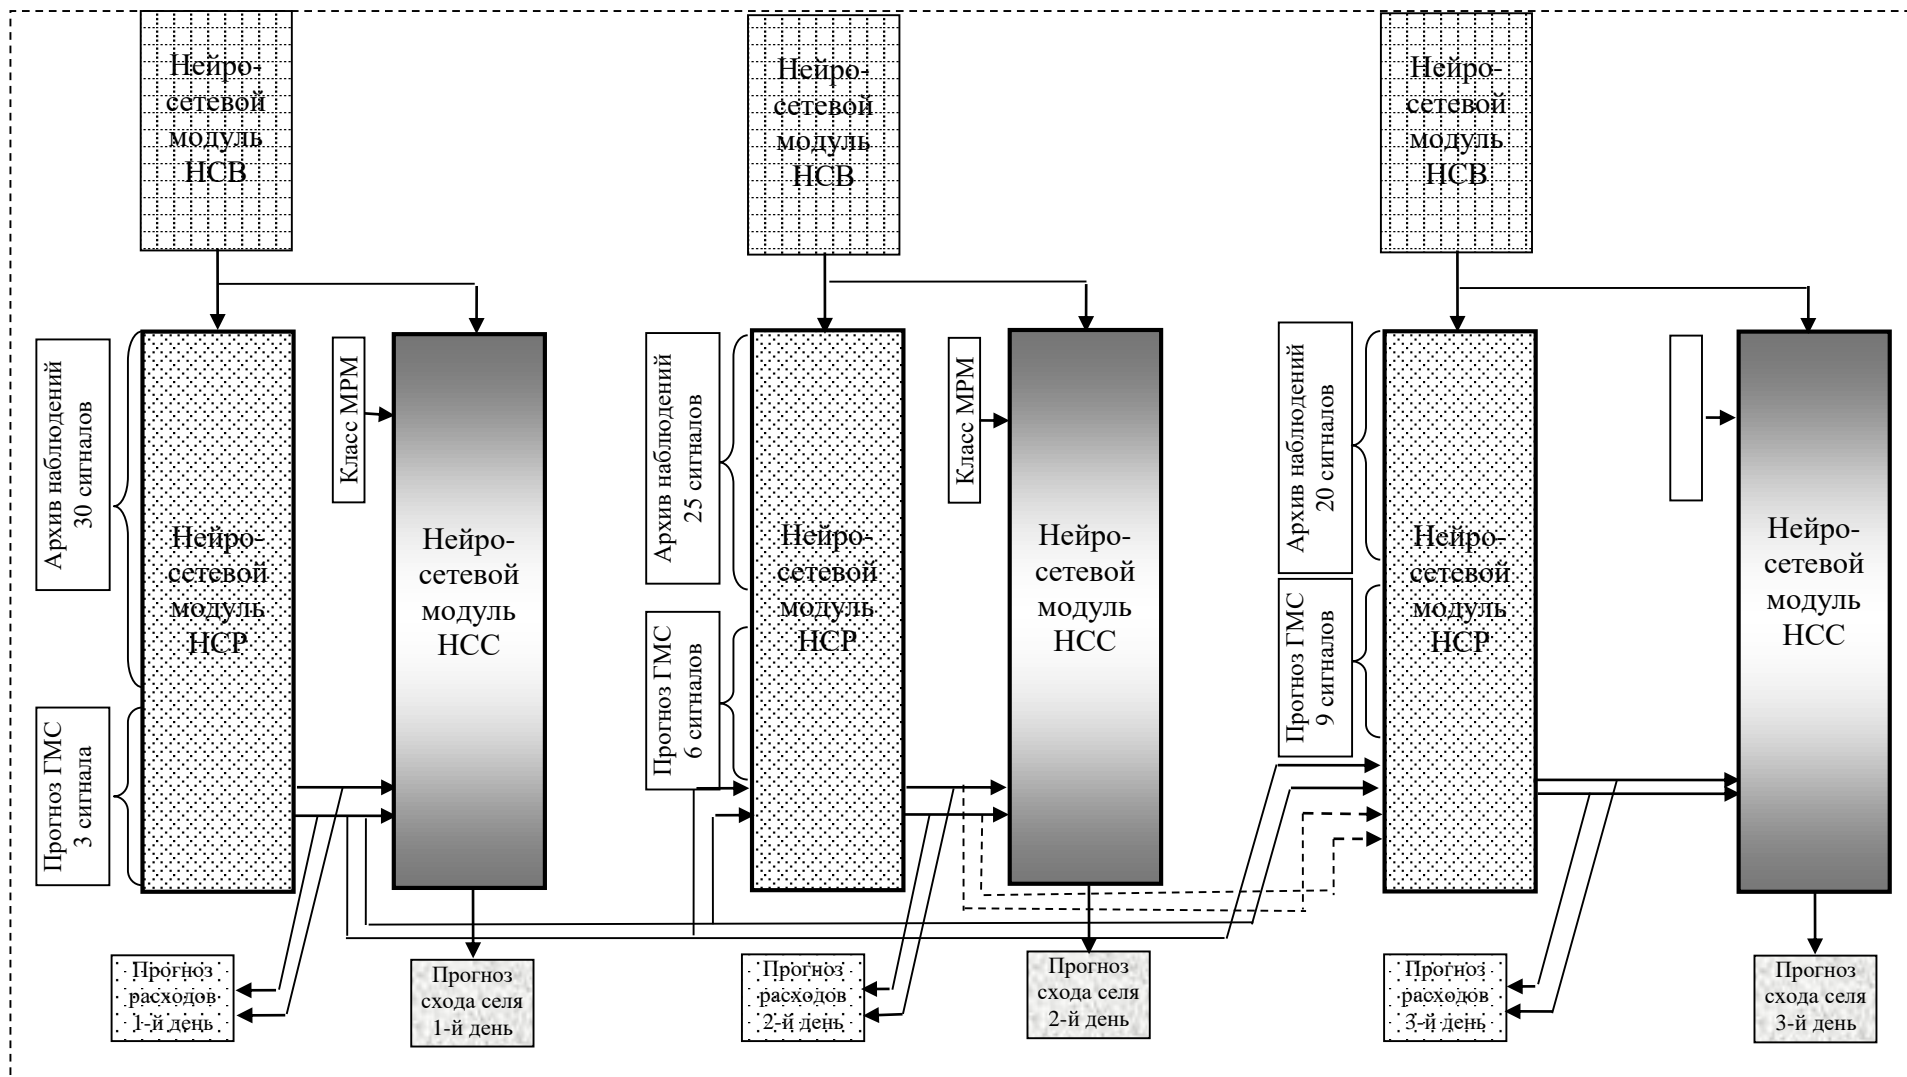 Нейро-
сетевой
модуль
НСВ
Нейро-
сетевой
модуль
НСВ
Нейро-
сетевой
модуль
НСВ
Архив наблюдений
30 сигналов
Прогноз ГМС
3 сигнала
Нейро-
сетевой
модуль
НСР
Класс МРМ
Нейро-
сетевой
модуль
НСС
Архив наблюдений
25 сигналов
Прогноз ГМС
6 сигналов
Нейро-
сетевой
модуль
НСР
Класс МРМ
Нейро-
сетевой
модуль
НСС
Архив наблюдений
20 сигналов
Прогноз ГМС
9 сигналов
Нейро-
сетевой
модуль
НСР
Нейро-
сетевой
модуль
НСС
Прогноз
расходов
1-й день
Прогноз
схода селя
1-й день
Прогноз
расходов
2-й день
Прогноз
схода селя
2-й день
Прогноз
расходов
3-й день
Прогноз
схода селя
3-й день